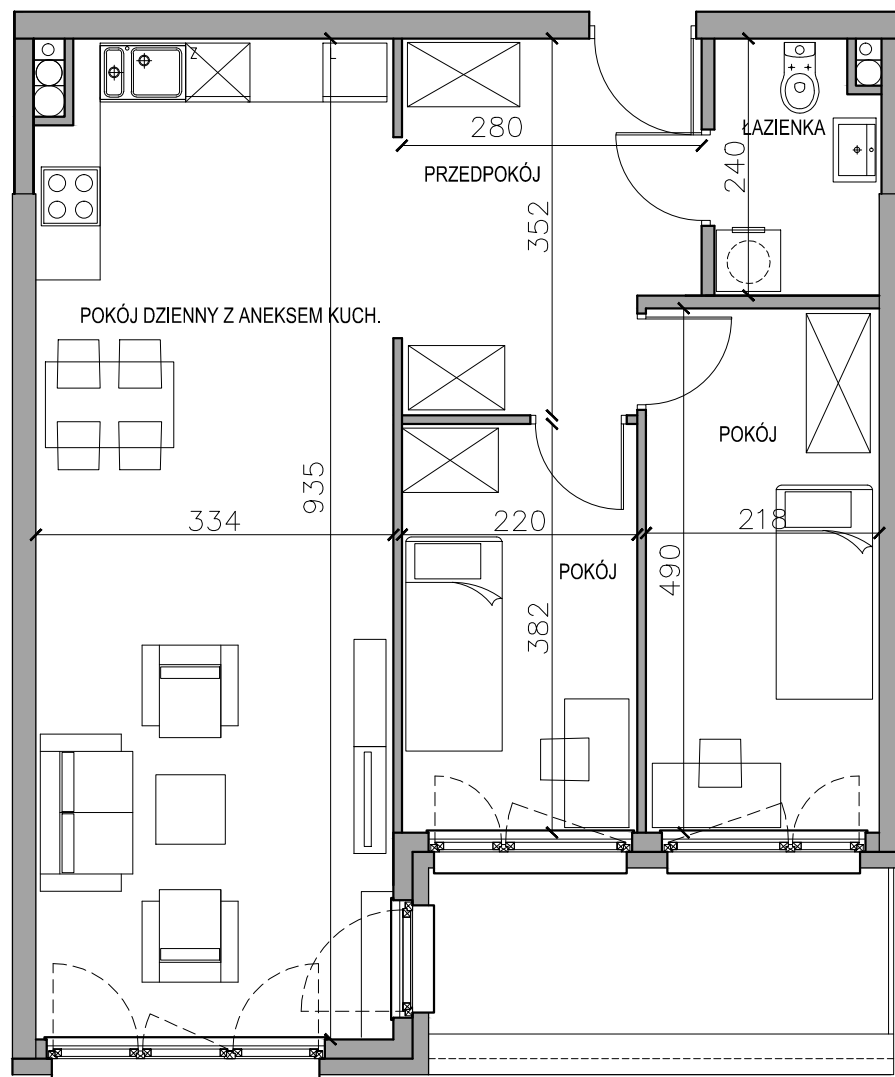 Z
L
280
ŁAZIENKA
PRZEDPOKÓJ
240
352
POKÓJ DZIENNY Z ANEKSEM KUCH.
POKÓJ
935
334
220
218
490
POKÓJ
382